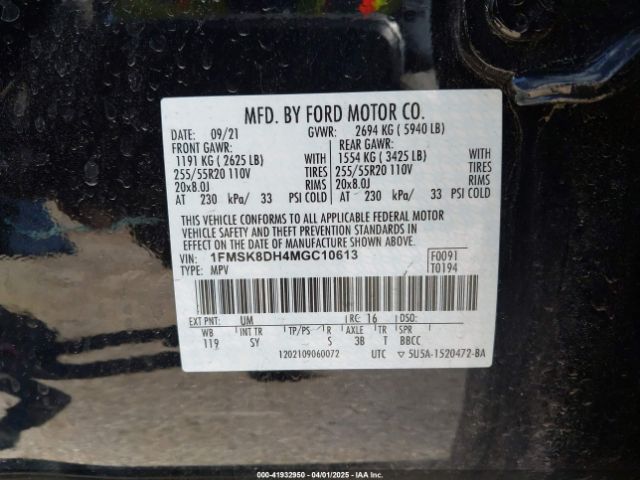 MFD. BY FORD MOTOR CO.
DATE: 09/21 GVWR: 2694 KG ( 5940 LB)
FRONT GAWR: REAR GAWR:
1191 KG ( 2625 LB) WITH 1554 KG ( 3425 LB) WITH
255/55R20 110V TIRES 255/55R20 110V TIRES
20x8.0J RIMS 20x8.0J RIMS
AT 230 kPa/ 33 PSI COLD AT 230 kPa/ 33 PSI COLD
THIS VEHICLE CONFORMS TO ALL APPLICABLE FEDERAL MOTOR
VEHICLE SAFETY AND THEFT PREVENTION STANDARDS IN
EFFECT ON THE DATE OF MANUFACTURE SHOWN ABOVE.
VIN: 1FMSK8DH4MGC10613 F0091
TYPE: MPV T0194
EXT PNT: UM RC: 16 DSO:
WB INT TR TP/PS R AXLE TR SPR
119 SY S 3B T BBCC
1202109060072 UTC 5U5A-1520472-BA
(00-41932950 - 04/01/2025 - IAA Corp.)